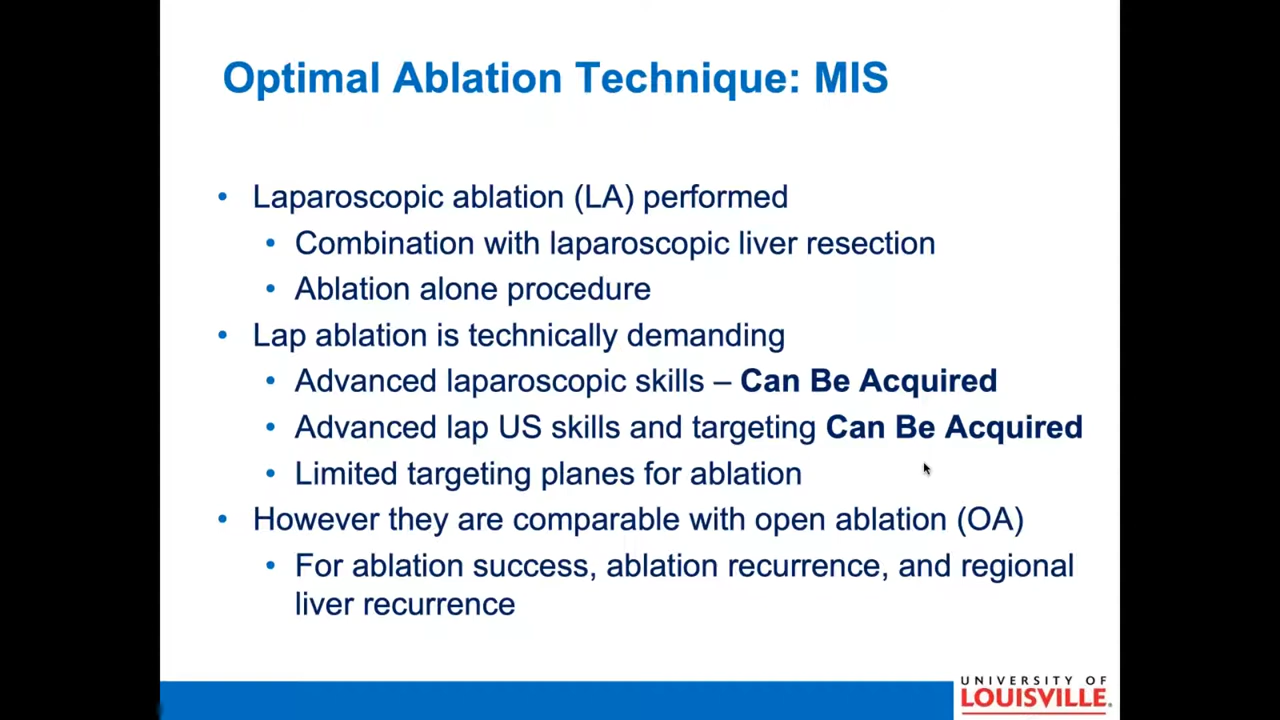 Optimal Ablation Technique: MIS
• Laparoscopic ablation (LA) performed
• Combination with laparoscopic liver resection
• Ablation alone procedure
• Lap ablation is technically demanding
• Advanced laparoscopic skills – Can Be Acquired
• Advanced lap US skills and targeting Can Be Acquired
• Limited targeting planes for ablation
• However they are comparable with open ablation (OA)
• For ablation success, ablation recurrence, and regional
liver recurrence
UNIVERSITY OF
LOUISVILLE.